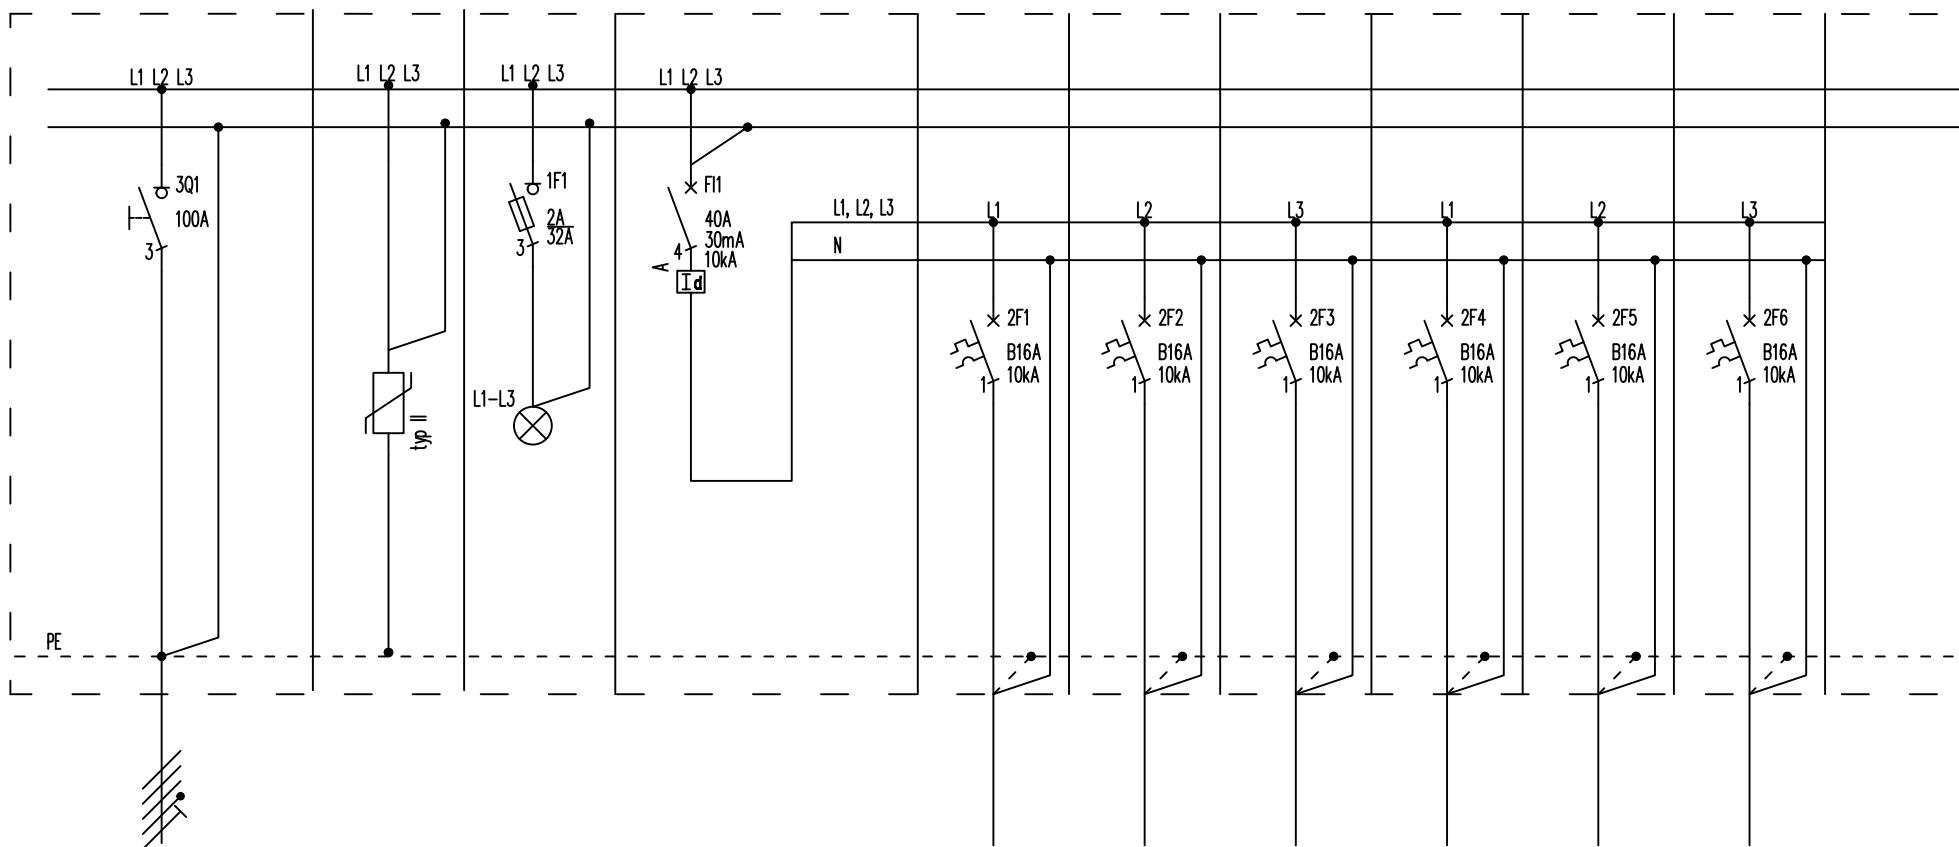 L1 L2 L3
L1 L2 L3
L1 L2 L3
L1 L2 L3
3Q1
100A
3
1F1
2A
32A
3
FI1
40A
30mA
10kA
4
A
Id
L1, L2, L3
N
L1
L2
L3
L1
L2
L3
2F1
B16A
10kA
1
2F2
B16A
10kA
1
2F3
B16A
10kA
1
2F4
B16A
10kA
1
2F5
B16A
10kA
1
2F6
B16A
10kA
1
L1-L3
typ II
PE